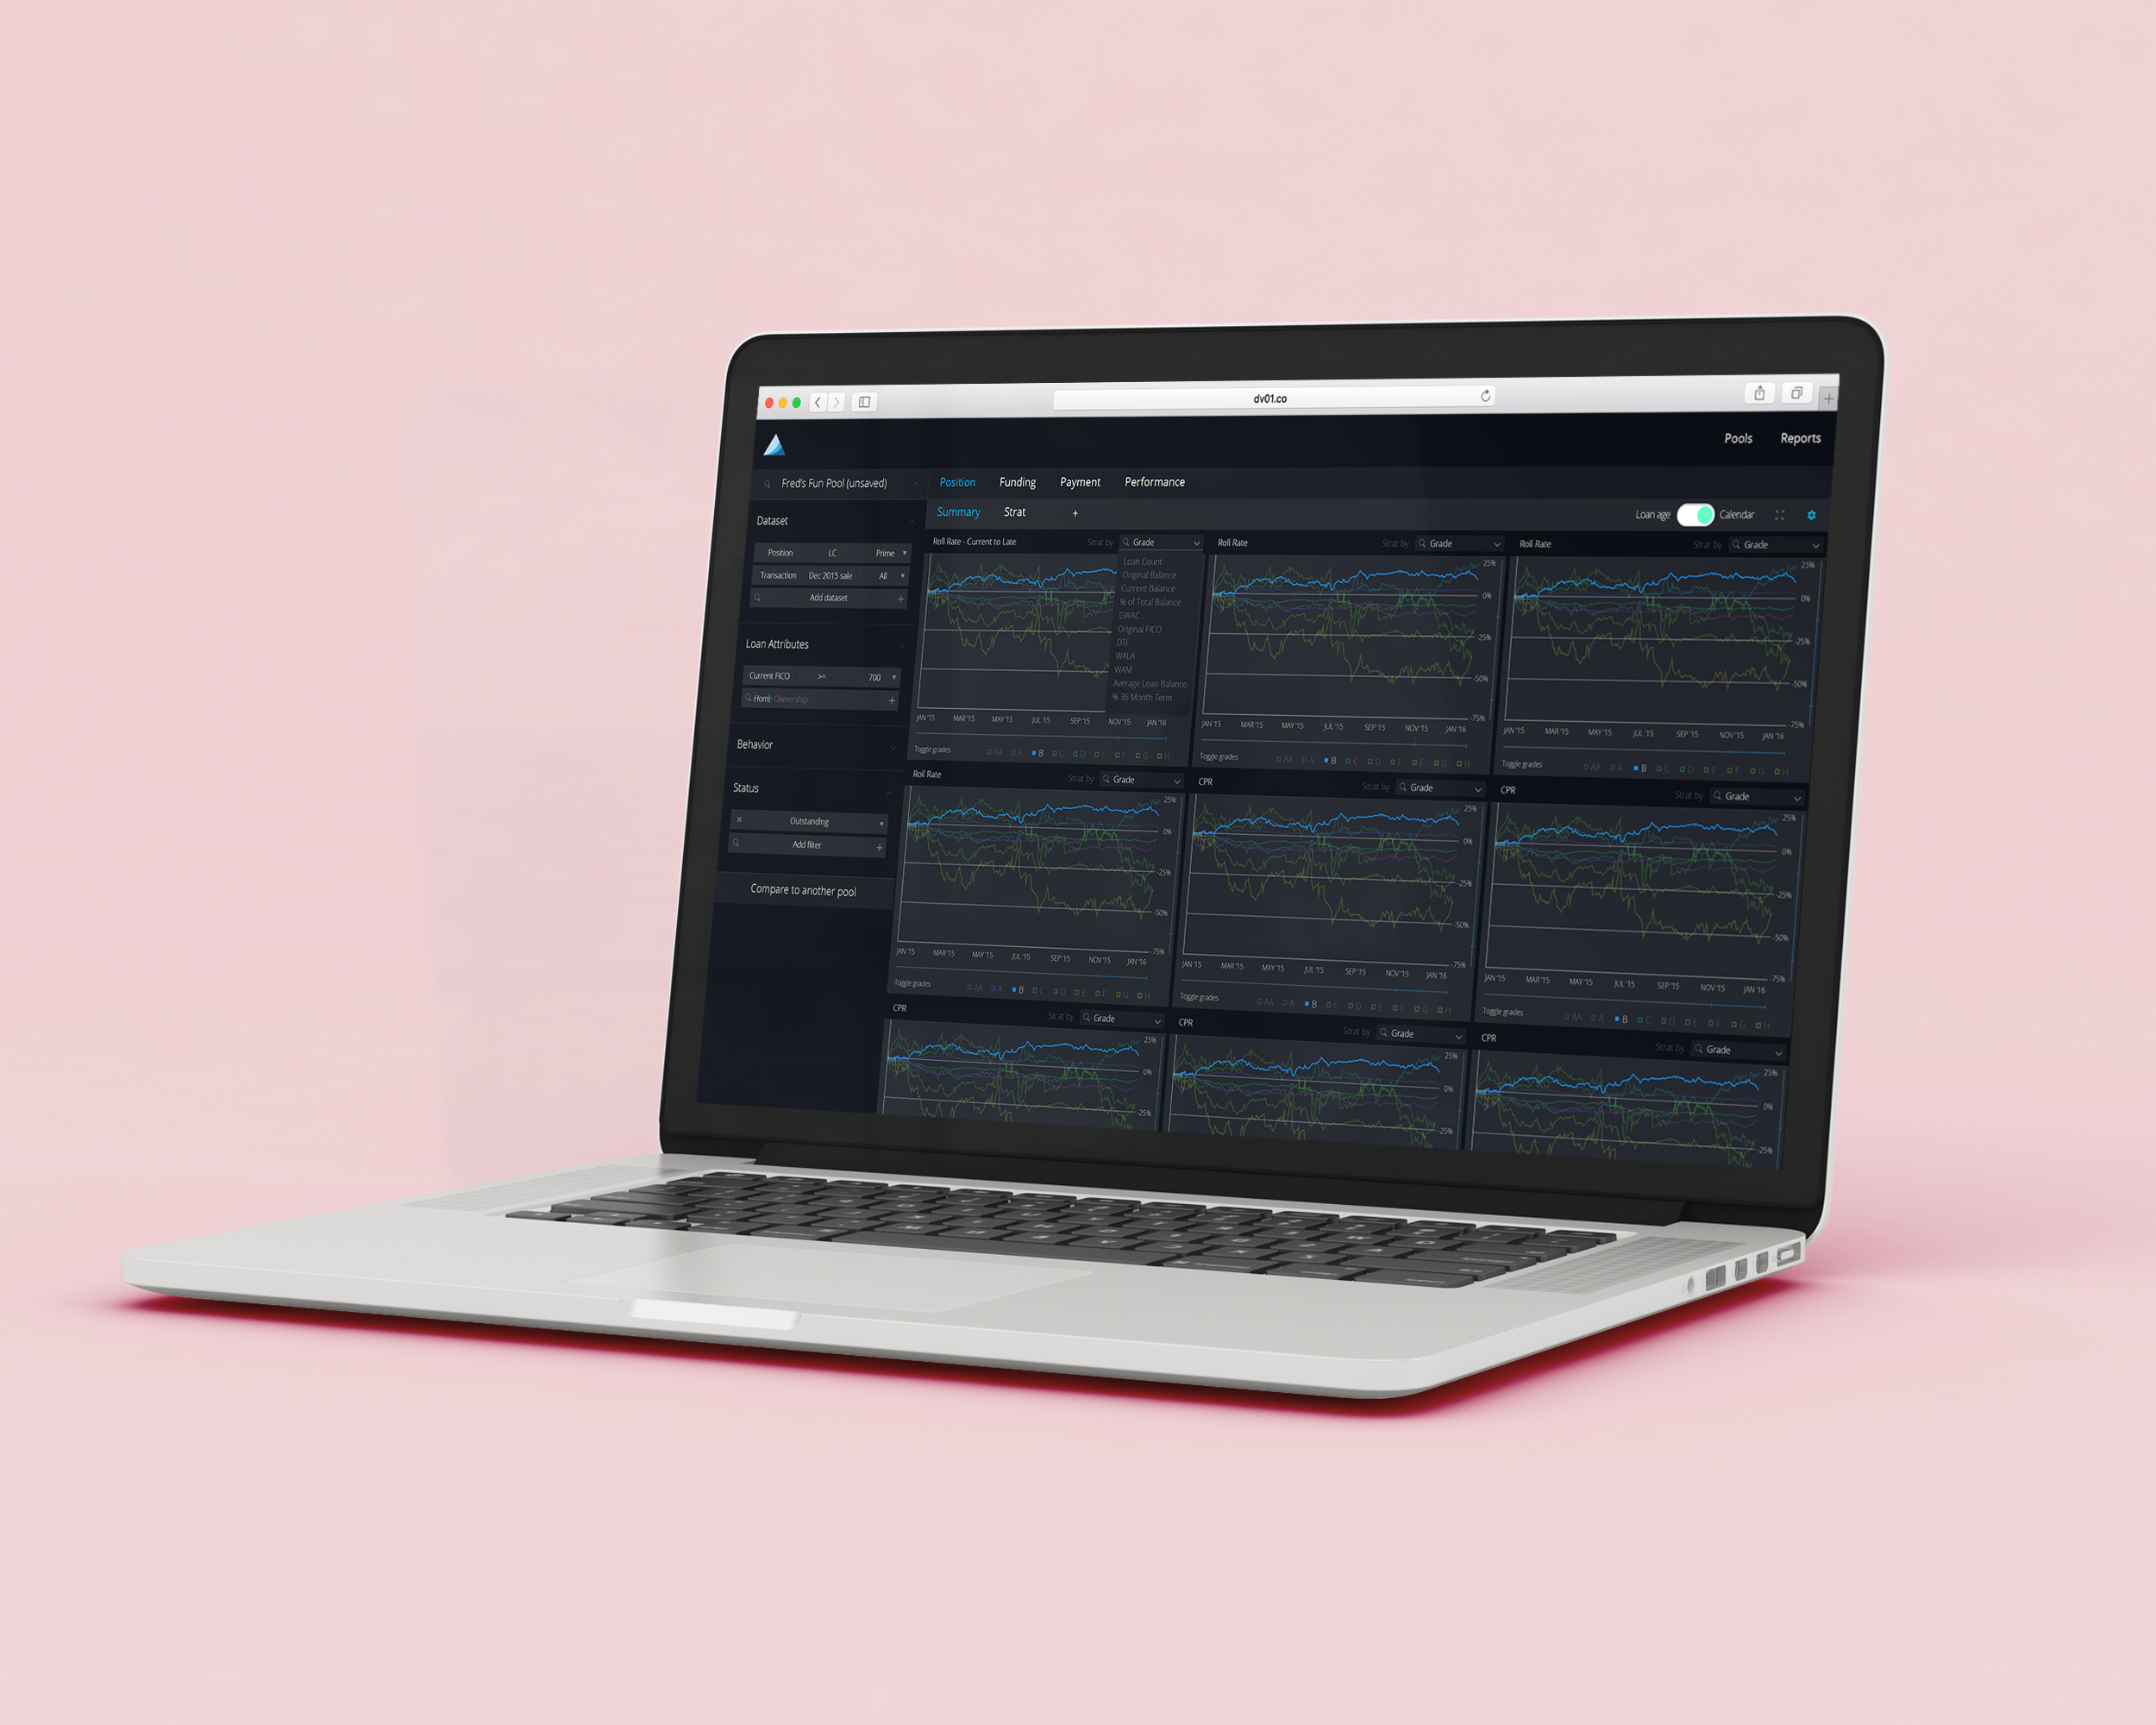 dv01.co
Pools Reports
Fred's Fun Pool (unsaved)
Position Funding Payment Performance
Summary Strat +
Loan age Calendar
Dataset
Position LC Prime
Transaction Dec 2015 sale All
Add dataset +
Loan Attributes
Current FICO >= 700
Home Ownership +
Behavior
Status
× Outstanding
Add filter +
Compare to another pool
Roll Rate - Current to Late Strat by Grade
Loan Count
Original Balance
Current Balance
% of Total Balance
GWAC
Original FICO
DTI
WALA
WAM
Average Loan Balance
% 36 Month Term
JAN '15 MAR '15 MAY '15 JUL '15 SEP '15 NOV '15 JAN '16
Toggle grades AA A B C D E F G H
Roll Rate Strat by Grade
25%
0%
-25%
-50%
-75%
JAN '15 MAR '15 MAY '15 JUL '15 SEP '15 NOV '15 JAN '16
Toggle grades AA A B C D E F G H
Roll Rate Strat by Grade
25%
0%
-25%
-50%
-75%
JAN '15 MAR '15 MAY '15 JUL '15 SEP '15 NOV '15 JAN '16
Toggle grades AA A B C D E F G H
Roll Rate Strat by Grade
25%
0%
-25%
-50%
-75%
JAN '15 MAR '15 MAY '15 JUL '15 SEP '15 NOV '15 JAN '16
Toggle grades AA A B C D E F G H
CPR Strat by Grade
25%
0%
-25%
-50%
-75%
JAN '15 MAR '15 MAY '15 JUL '15 SEP '15 NOV '15 JAN '16
Toggle grades AA A B C D E F G H
CPR Strat by Grade
25%
0%
-25%
-50%
-75%
JAN '15 MAR '15 MAY '15 JUL '15 SEP '15 NOV '15 JAN '16
Toggle grades AA A B C D E F G H
CPR Strat by Grade
25%
0%
-25%
CPR Strat by Grade
25%
0%
-25%
CPR Strat by Grade
25%
0%
-25%